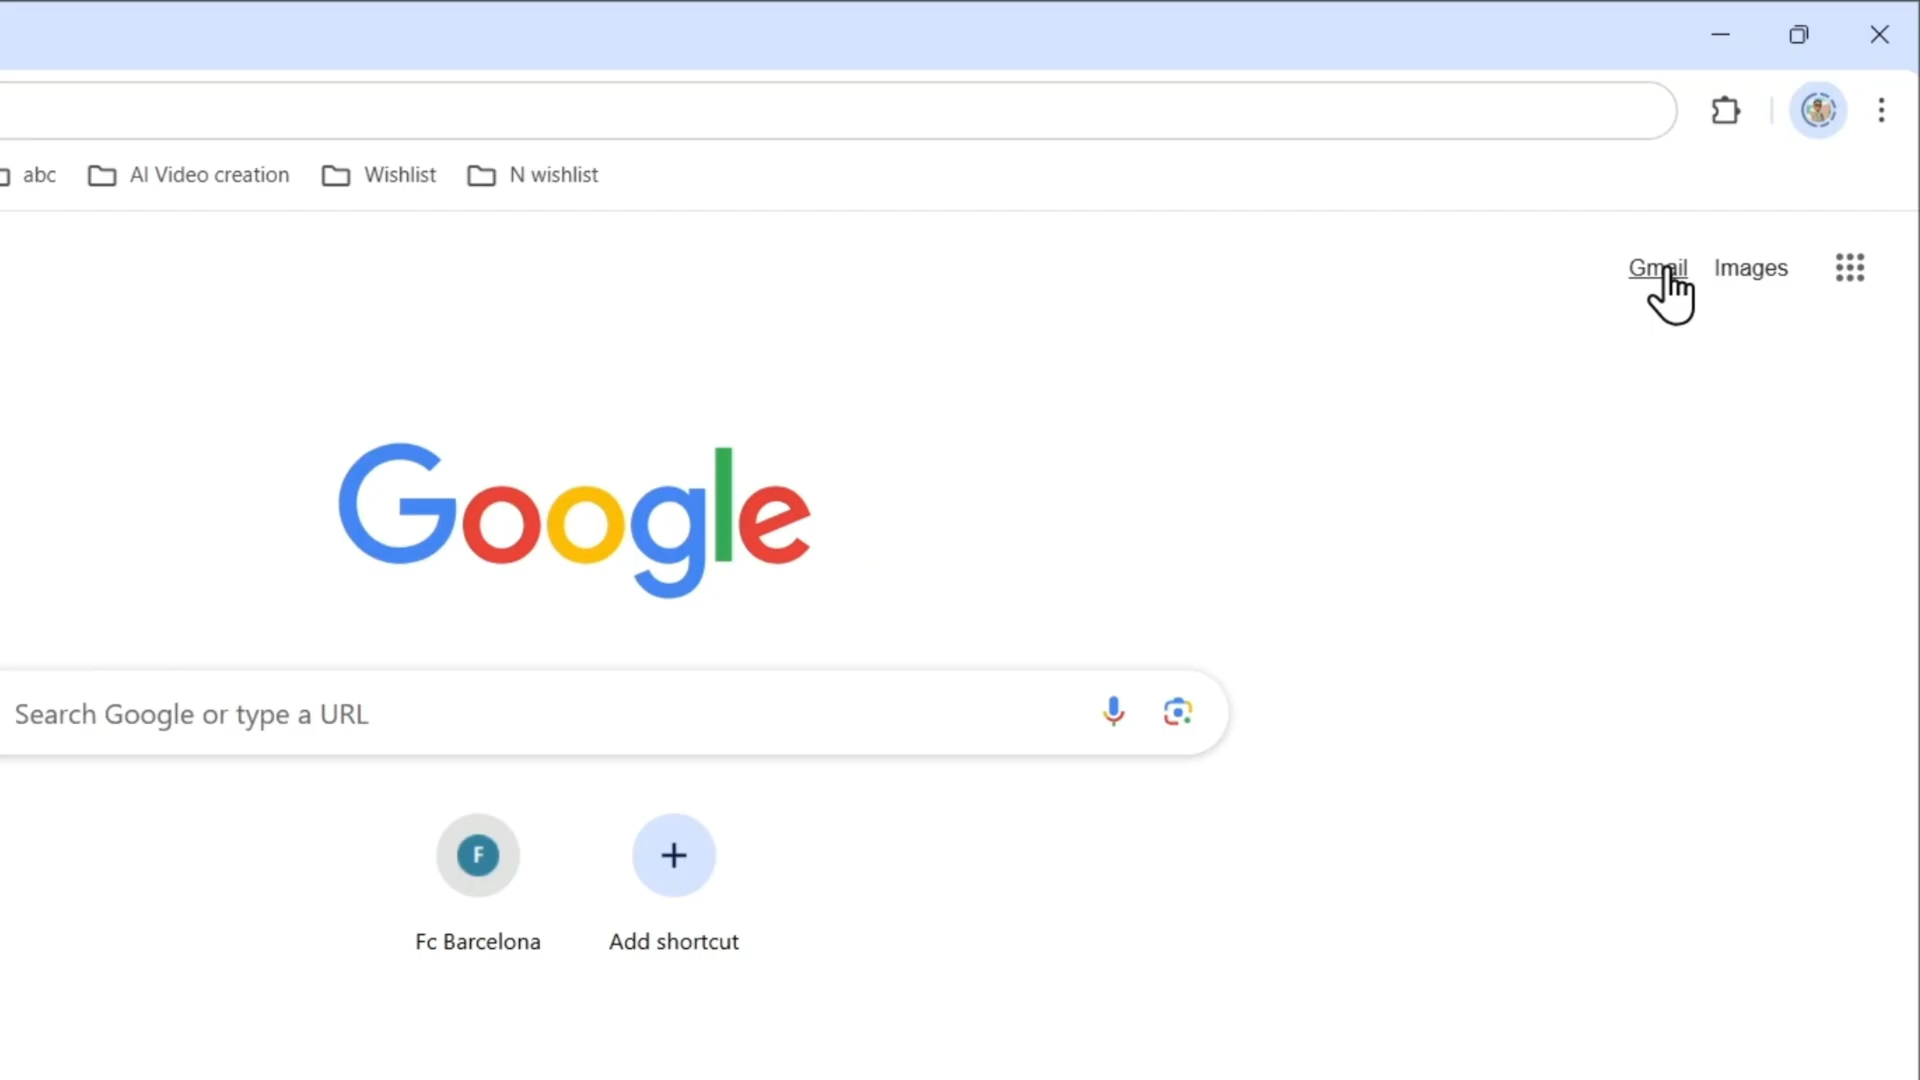 abc AI Video creation Wishlist N wishlist
Gmail Images
Google
Search Google or type a URL
F
Fc Barcelona Add shortcut